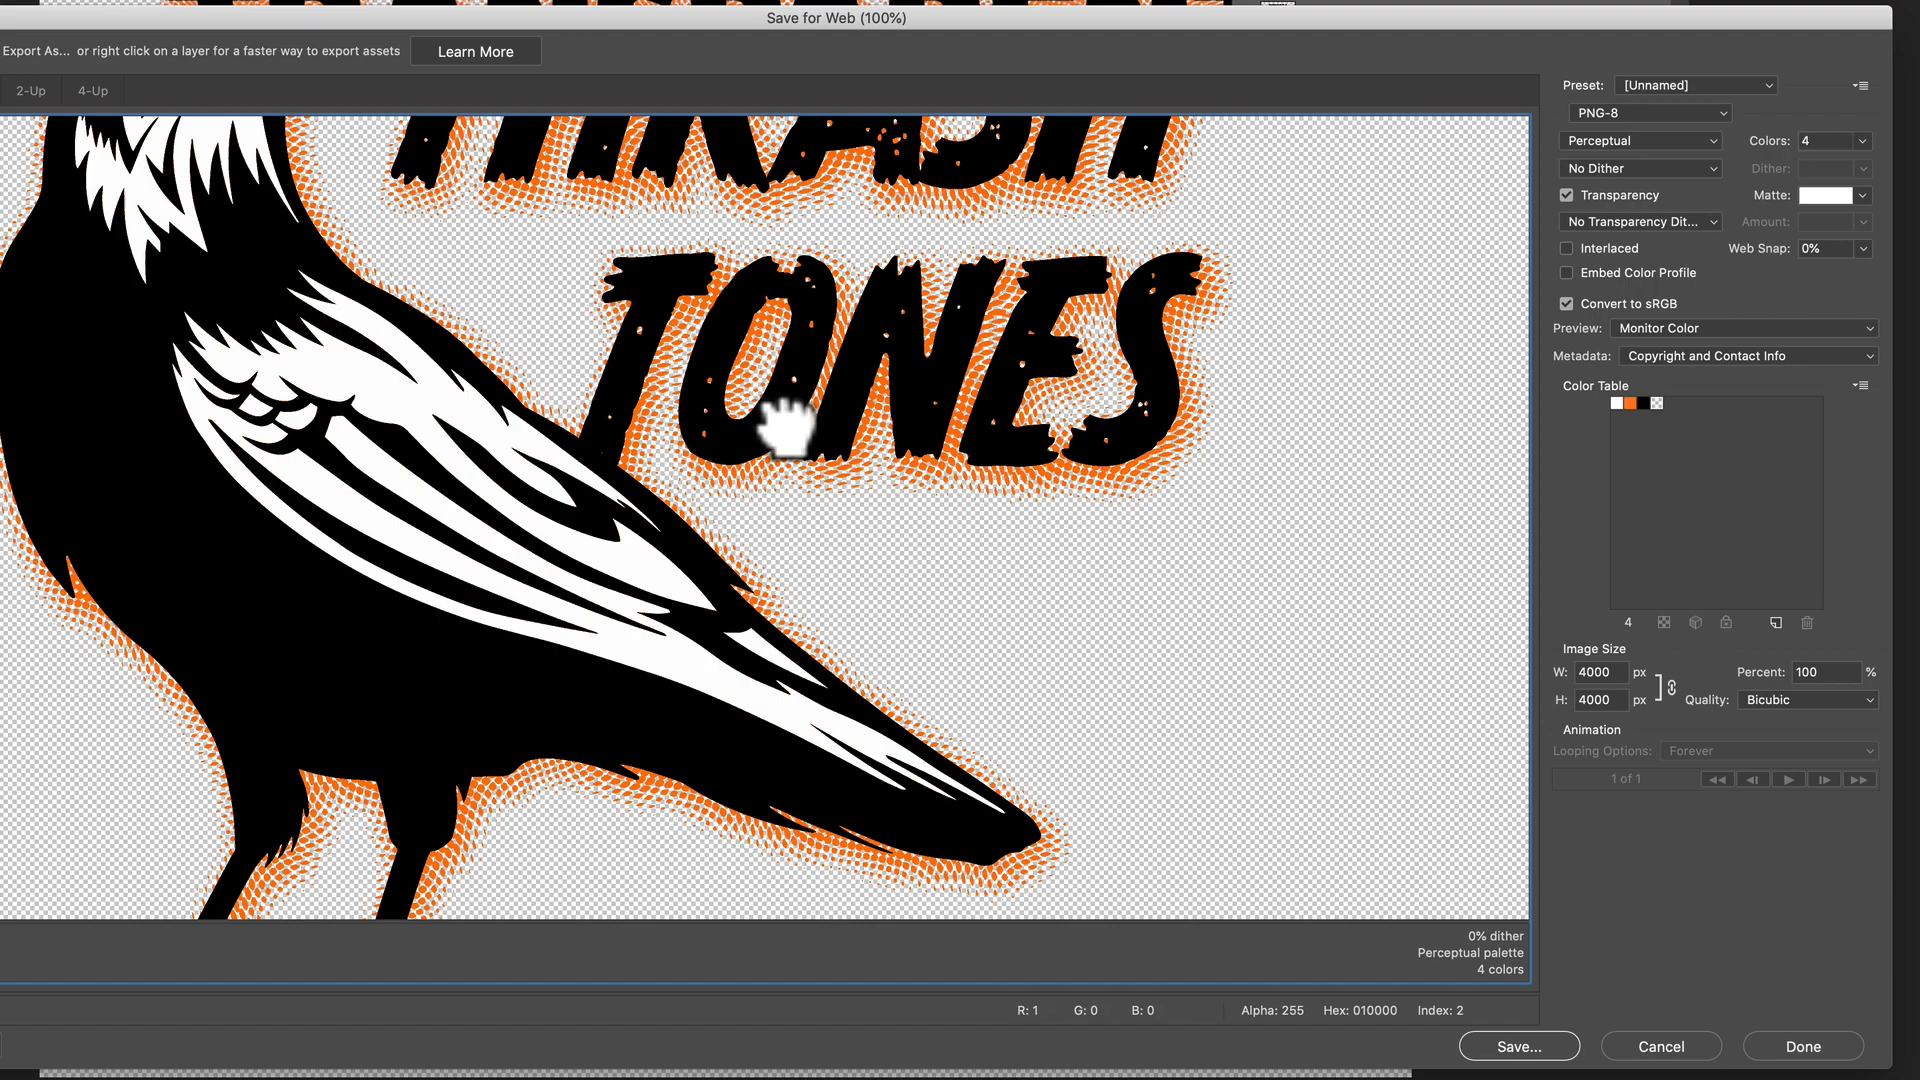 Save for Web (100%)
Export As... or right click on a layer for a faster way to export assets
Learn More
2-Up
4-Up
THRASH
TONES
Preset: [Unnamed]
PNG-8
Perceptual
Colors: 4
No Dither
Dither:
Transparency
Matte:
No Transparency Dit...
Amount:
Interlaced
Web Snap: 0%
Embed Color Profile
Convert to sRGB
Preview: Monitor Color
Metadata: Copyright and Contact Info
Color Table
4
Image Size
W: 4000 px
Percent: 100 %
H: 4000 px
Quality: Bicubic
Animation
Looping Options: Forever
1 of 1
0% dither
Perceptual palette
4 colors
R: 1 G: 0 B: 0 Alpha: 255 Hex: 010000 Index: 2
Save...
Cancel
Done